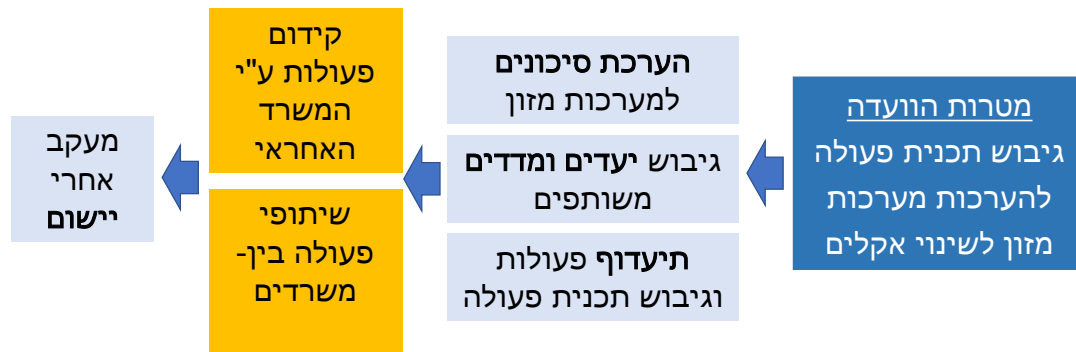 מטרות הוועדה
גיבוש תכנית פעולה
להערכות מערכות
מזון לשינוי אקלים
הערכת סיכונים
למערכות מזון
גיבוש יעדים ומדדים
משותפים
תיעדוף פעולות
וגיבוש תכנית פעולה
קידום
פעולות ע"י
המשרד
האחראי
שיתופי
פעולה בין-
משרדים
מעקב
אחרי
יישום